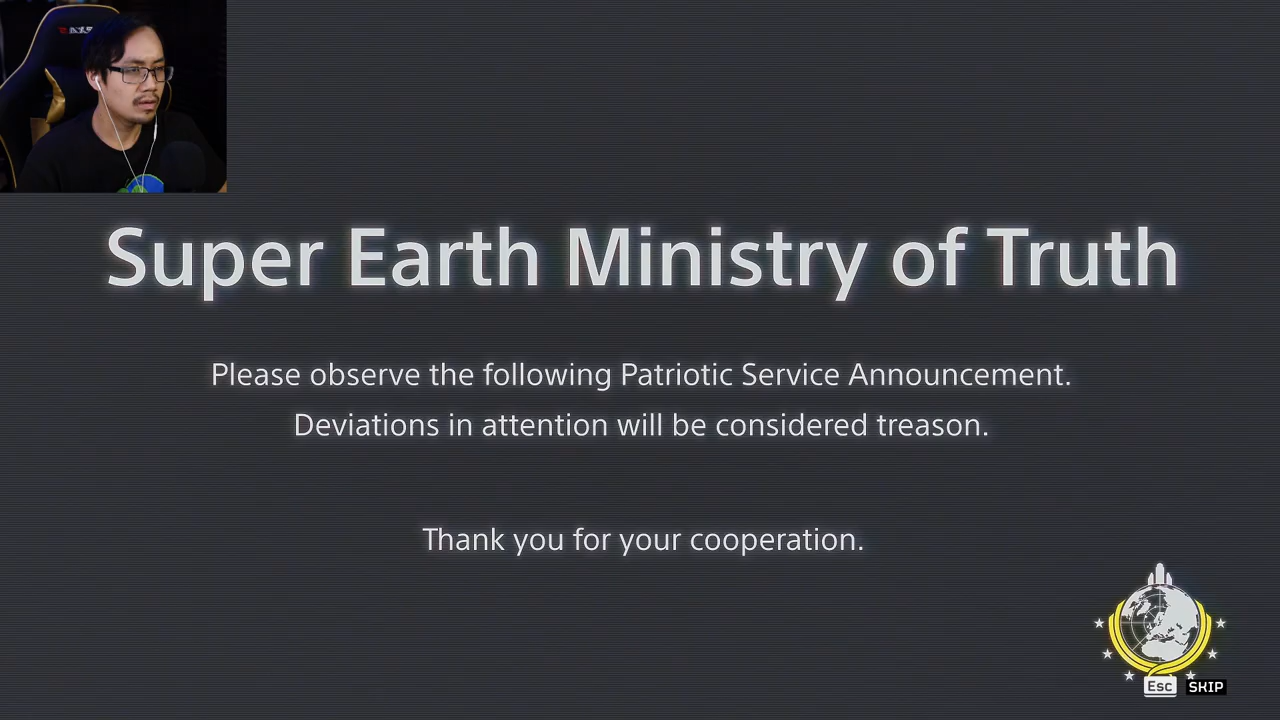 Super Earth Ministry of Truth
Please observe the following Patriotic Service Announcement.
Deviations in attention will be considered treason.
Thank you for your cooperation.
Esc SKIP